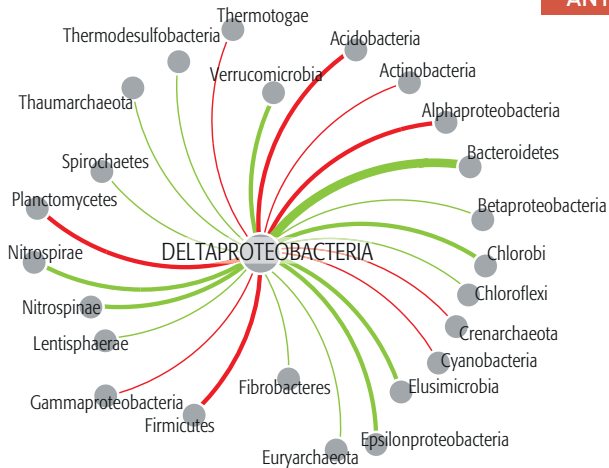 ANT
Thermotogae
Thermodesulfobacteria
Acidobacteria
Verrucomicrobia
Actinobacteria
Thaumarchaeota
Alphaproteobacteria
Bacteroidetes
Spirochaetes
Planctomycetes
Betaproteobacteria
DELTAPROTEOBACTERIA
Nitrospirae
Chlorobi
Chloroflexi
Nitrospinae
Crenarchaeota
Lentisphaerae
Cyanobacteria
Fibrobacteres
Elusimicrobia
Gammaproteobacteria
Firmicutes
Epsilonproteobacteria
Euryarchaeota